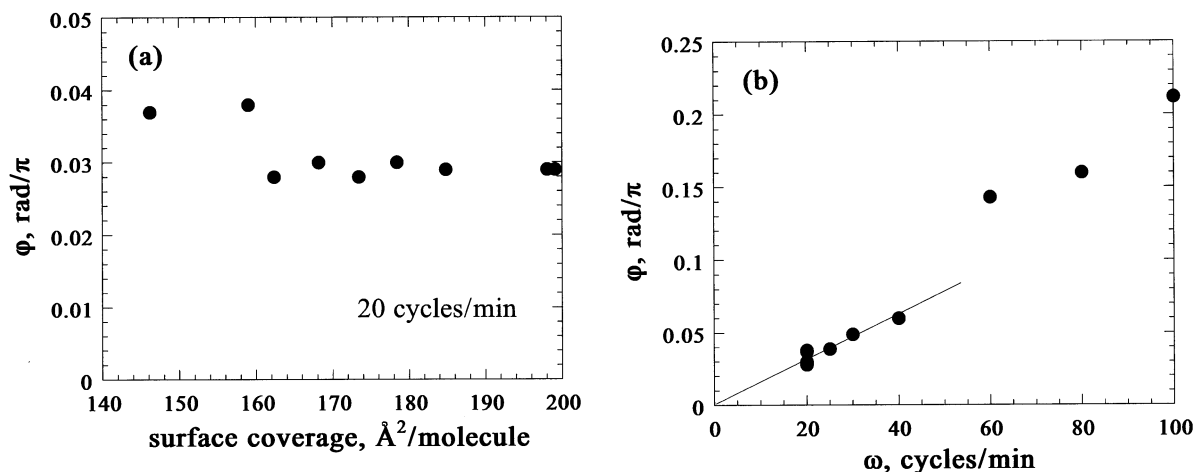 (a)
0.05
0.04
0.03
0.02
0.01
0
φ, rad/π
20 cycles/min
140 150 160 170 180 190 200
surface coverage, Å²/molecule
(b)
0.25
0.2
0.15
0.1
0.05
0
φ, rad/π
0 20 40 60 80 100
ω, cycles/min